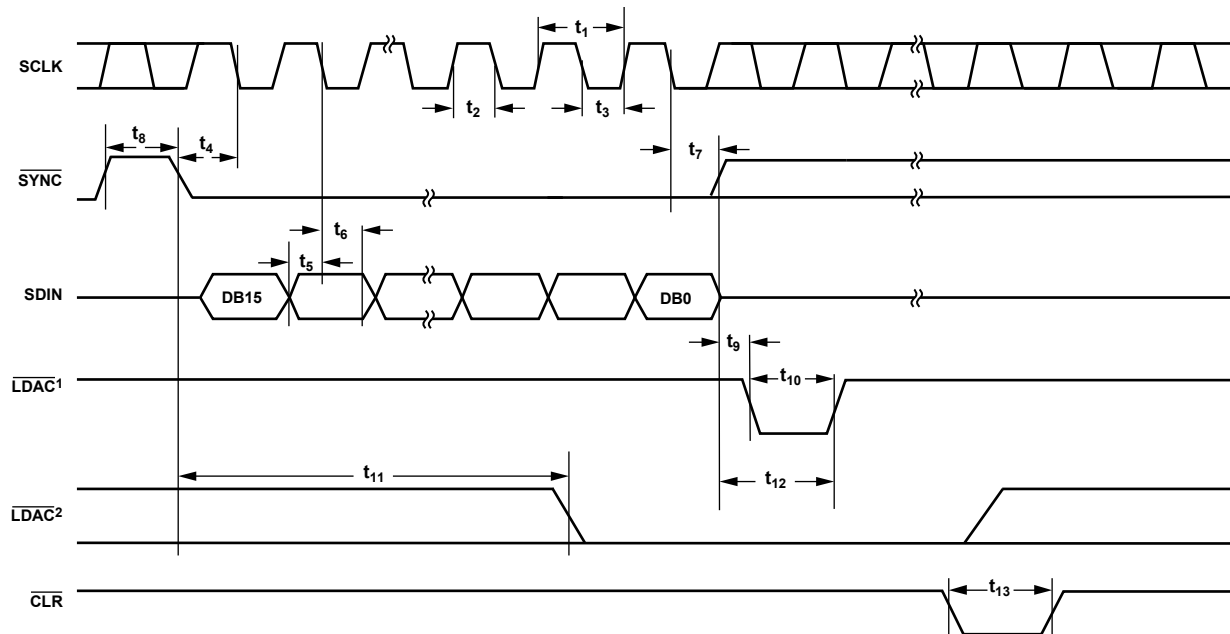 t₁
SCLK
t₂
t₃
t₈
t₄
t₇
SYNC
t₆
t₅
SDIN
DB15
DB0
t₉
LDAC¹
t₁₀
t₁₁
t₁₂
LDAC²
t₁₃
CLR